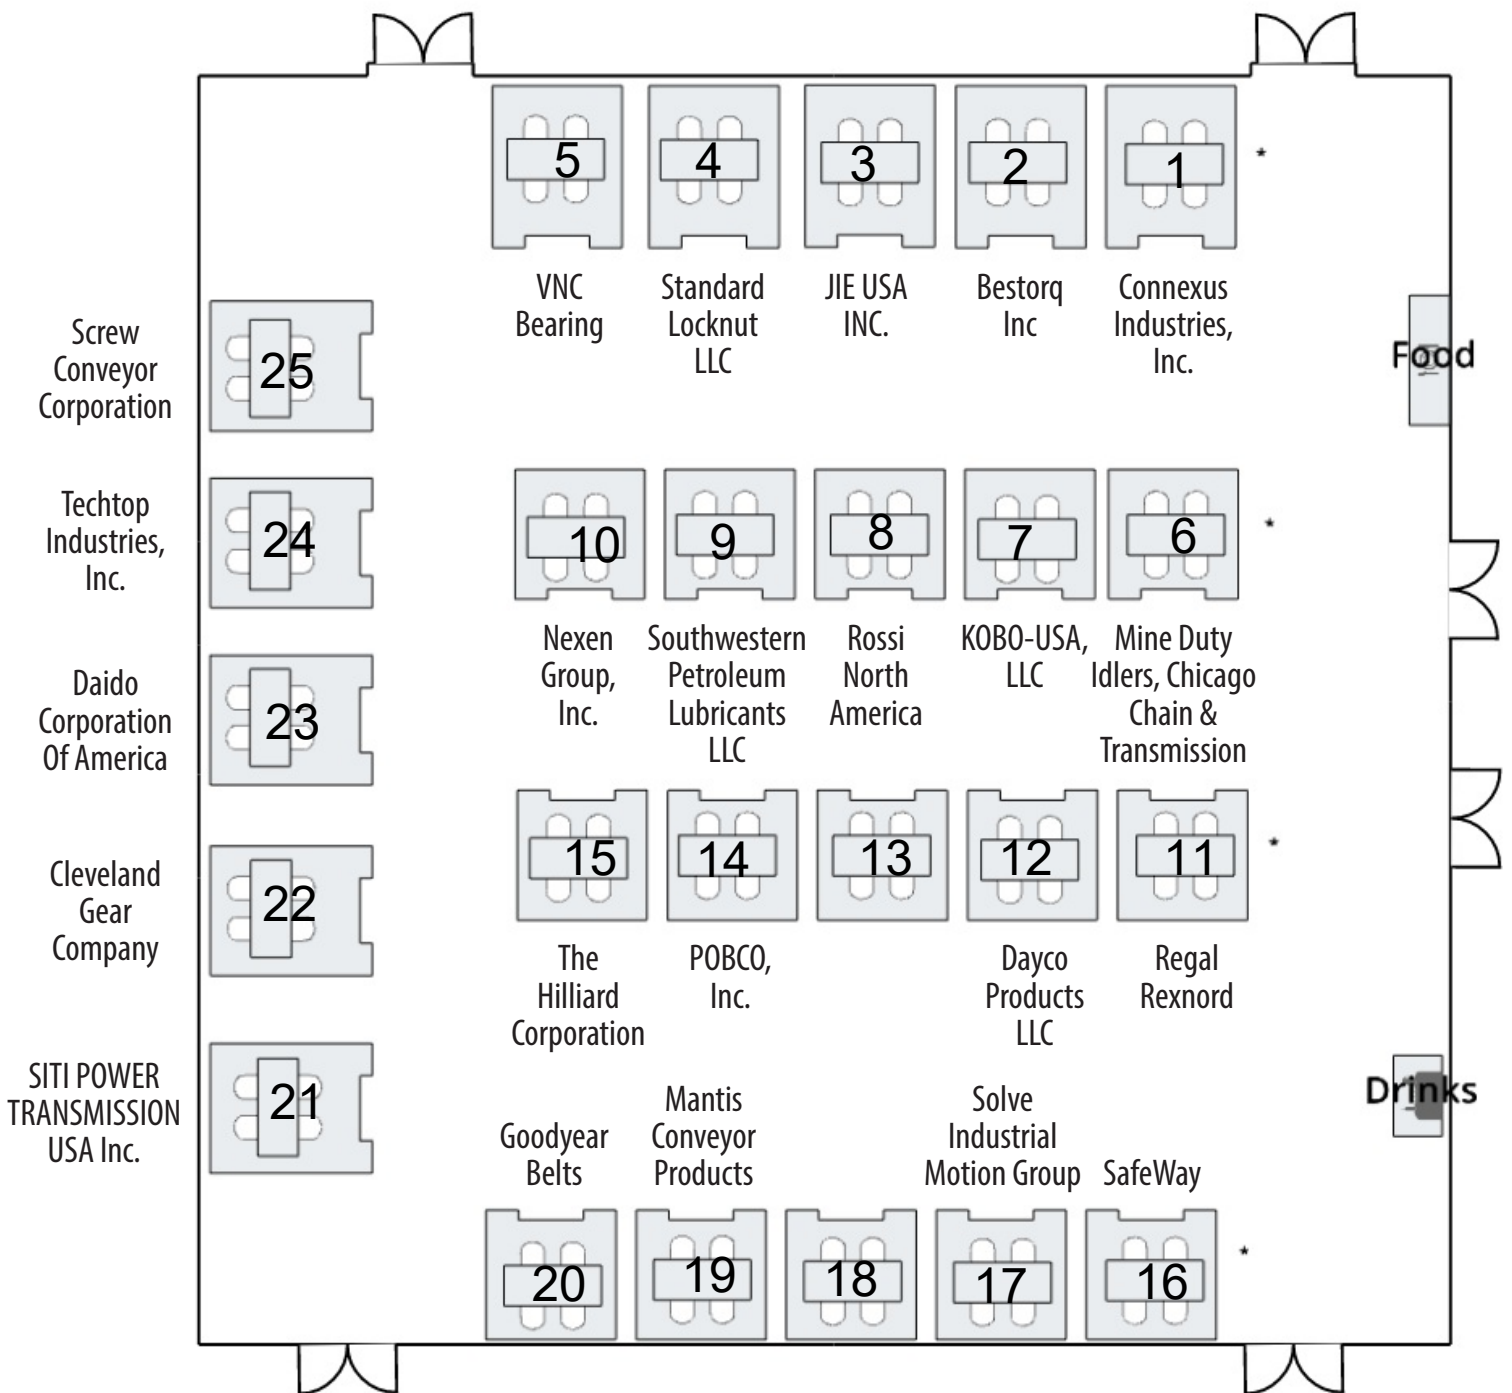 5
4
3
2
1
*
VNC
Bearing
Standard
Locknut
LLC
JIE USA
INC.
Bestorq
Inc
Connexus
Industries,
Inc.
Food
Screw
Conveyor
Corporation
25
10
9
8
7
6
*
Techtop
Industries,
Inc.
24
Nexen
Group,
Inc.
Southwestern
Petroleum
Lubricants
LLC
Rossi
North
America
KOBO-USA,
LLC
Mine Duty
Idlers, Chicago
Chain &
Transmission
Daido
Corporation
Of America
23
15
14
13
12
11
*
Cleveland
Gear
Company
22
The
Hilliard
Corporation
POBCO,
Inc.
Dayco
Products
LLC
Regal
Rexnord
SITI POWER
TRANSMISSION
USA Inc.
21
Drinks
Goodyear
Belts
Mantis
Conveyor
Products
Solve
Industrial
Motion Group
SafeWay
20
19
18
17
16
*